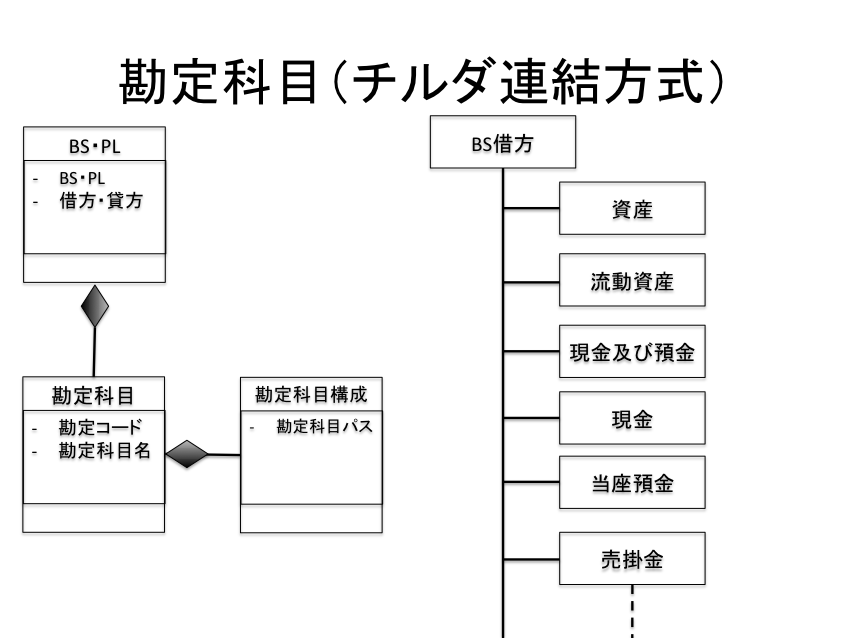 勘定科目(チルダ連結方式)
BS・PL
- BS・PL
- 借方・貸方
勘定科目
- 勘定コード
- 勘定科目名
勘定科目構成
- 勘定科目パス
BS借方
資産
流動資産
現金及び預金
現金
当座預金
売掛金